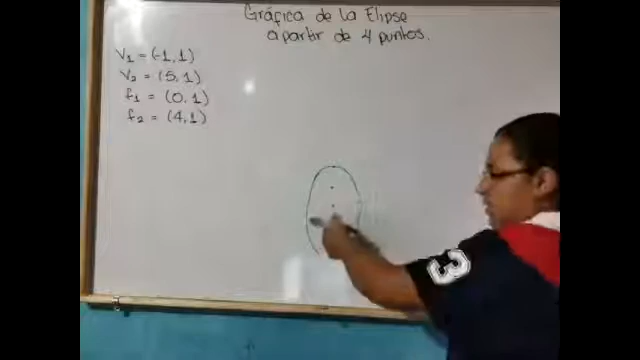 Gráfica de la Elipse
a partir de 4 puntos.
V1 = (-1, 1)
V2 = (5, 1)
f1 = (0, 1)
f2 = (4, 1)
3